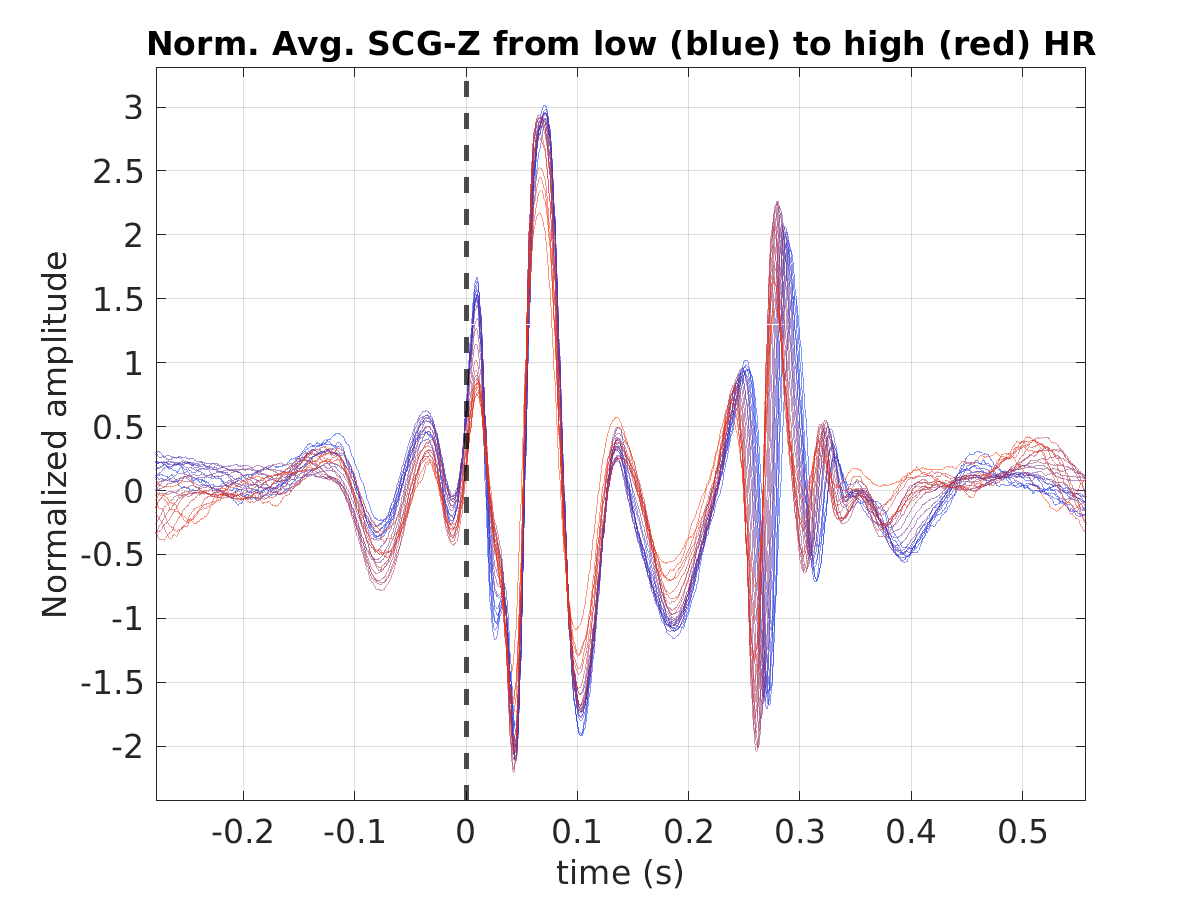 Norm. Avg. SCG-Z from low (blue) to high (red) HR
Normalized amplitude
3
2.5
2
1.5
1
0.5
0
-0.5
-1
-1.5
-2
-0.2 -0.1 0 0.1 0.2 0.3 0.4 0.5
time (s)